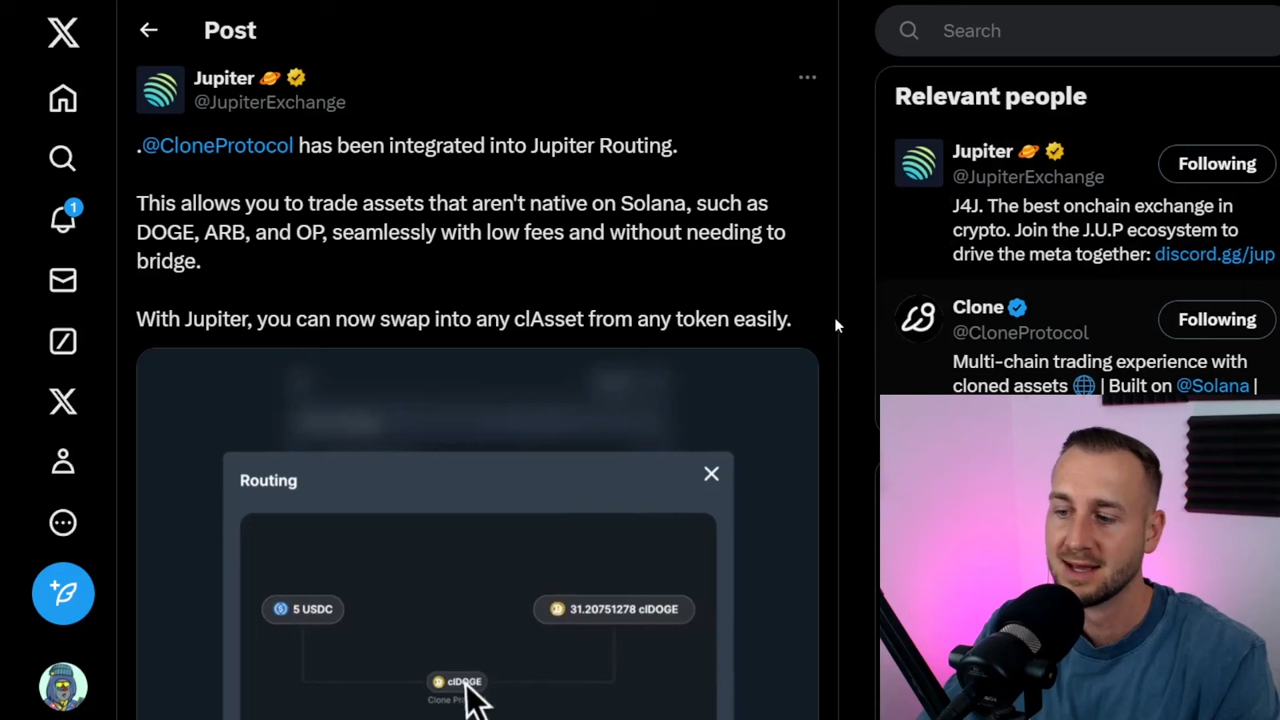 Post
Search
Jupiter
@JupiterExchange
.@CloneProtocol has been integrated into Jupiter Routing.
This allows you to trade assets that aren't native on Solana, such as
DOGE, ARB, and OP, seamlessly with low fees and without needing to
bridge.
With Jupiter, you can now swap into any clAsset from any token easily.
Routing
5 USDC
31.20751278 clDOGE
clDOGE
Clone
1
Relevant people
Jupiter
@JupiterExchange
Following
J4J. The best onchain exchange in
crypto. Join the J.U.P ecosystem to
drive the meta together: discord.gg/jup
Clone
@CloneProtocol
Following
Multi-chain trading experience with
cloned assets 🌐 | Built on @Solana |